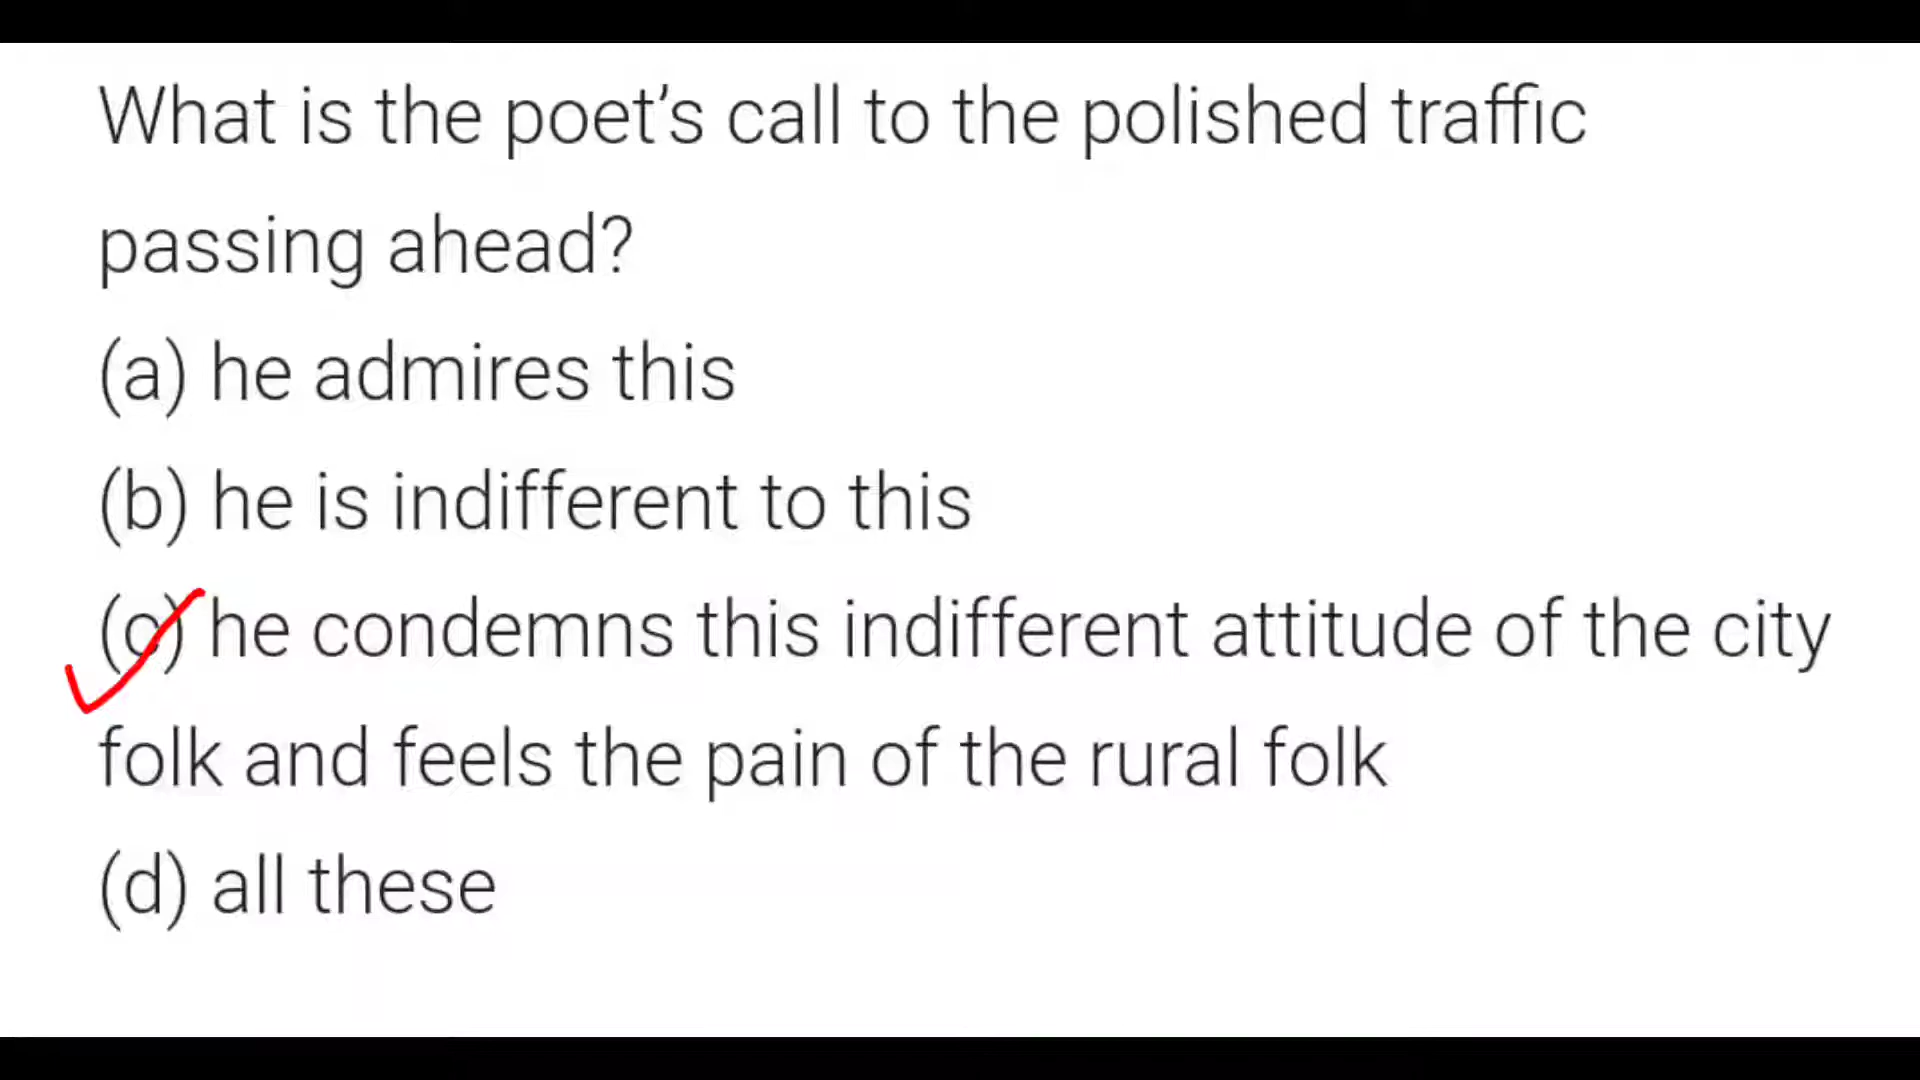 What is the poet’s call to the polished traffic
passing ahead?
(a) he admires this
(b) he is indifferent to this
(c) he condemns this indifferent attitude of the city
folk and feels the pain of the rural folk
(d) all these